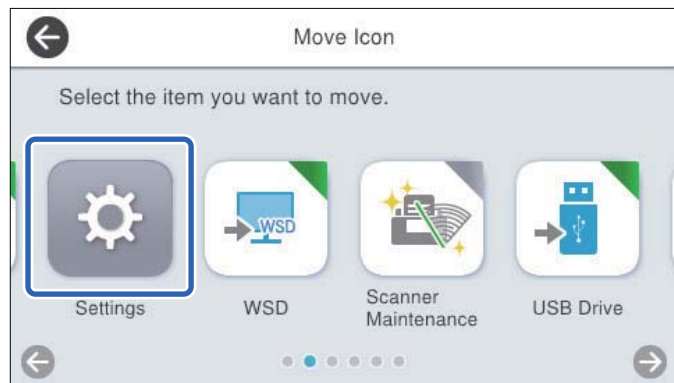 Move Icon
Select the item you want to move.
WSD
Settings
WSD
Scanner
Maintenance
USB Drive